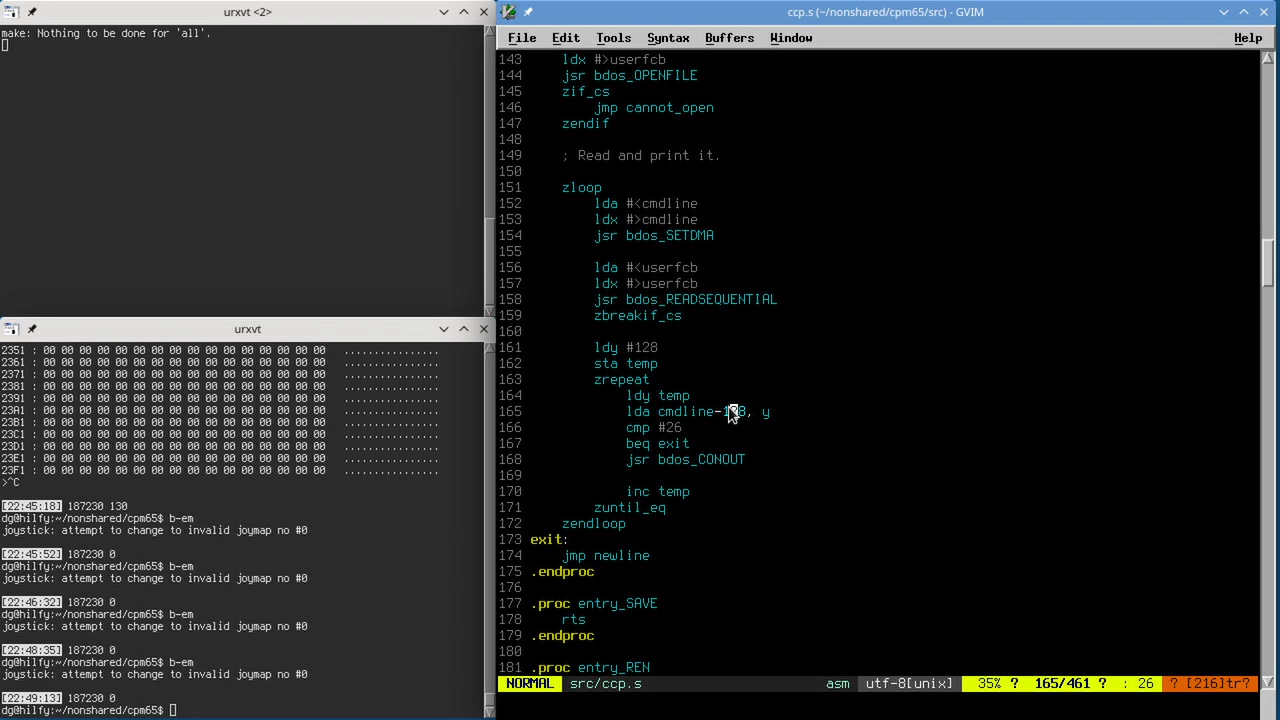 urxvt <2>
make: Nothing to be done for 'all'.
urxvt
2351 : 00 00 00 00 00 00 00 00 00 00 00 00 00 00 00 00 ................
2361 : 00 00 00 00 00 00 00 00 00 00 00 00 00 00 00 00 ................
2371 : 00 00 00 00 00 00 00 00 00 00 00 00 00 00 00 00 ................
2381 : 00 00 00 00 00 00 00 00 00 00 00 00 00 00 00 00 ................
2391 : 00 00 00 00 00 00 00 00 00 00 00 00 00 00 00 00 ................
23A1 : 00 00 00 00 00 00 00 00 00 00 00 00 00 00 00 00 ................
23B1 : 00 00 00 00 00 00 00 00 00 00 00 00 00 00 00 00 ................
23C1 : 00 00 00 00 00 00 00 00 00 00 00 00 00 00 00 00 ................
23D1 : 00 00 00 00 00 00 00 00 00 00 00 00 00 00 00 00 ................
23E1 : 00 00 00 00 00 00 00 00 00 00 00 00 00 00 00 00 ................
23F1 : 00 00 00 00 00 00 00 00 00 00 00 00 00 00 00 00 ................
>^C
[22:45:18] 187230 130
dg@hilfy:~/nonshared/cpm65$ b-em
joystick: attempt to change to invalid joymap no #0
[22:45:52] 187230 0
dg@hilfy:~/nonshared/cpm65$ b-em
joystick: attempt to change to invalid joymap no #0
[22:46:32] 187230 0
dg@hilfy:~/nonshared/cpm65$ b-em
joystick: attempt to change to invalid joymap no #0
[22:48:35] 187230 0
dg@hilfy:~/nonshared/cpm65$ b-em
joystick: attempt to change to invalid joymap no #0
[22:49:13] 187230 0
dg@hilfy:~/nonshared/cpm65$
ccp.s (~/nonshared/cpm65/src) - GVIM
File Edit Tools Syntax Buffers Window Help
143 ldx #>userfcb
144 jsr bdos_OPENFILE
145 zif_cs
146 jmp cannot_open
147 zendif
148
149 ; Read and print it.
150
151 zloop
152 lda #<cmdline
153 ldx #>cmdline
154 jsr bdos_SETDMA
155
156 lda #<userfcb
157 ldx #>userfcb
158 jsr bdos_READSEQUENTIAL
159 zbreakif_cs
160
161 ldy #128
162 sta temp
163 zrepeat
164 ldy temp
165 lda cmdline-128, y
166 cmp #26
167 beq exit
168 jsr bdos_CONOUT
169
170 inc temp
171 zuntil_eq
172 zendloop
173 exit:
174 jmp newline
175 .endproc
176
177 .proc entry_SAVE
178 rts
179 .endproc
180
181 .proc entry_REN
NORMAL src/ccp.s asm utf-8[unix] 35% ? 165/461 ? : 26 ? [216]tr?